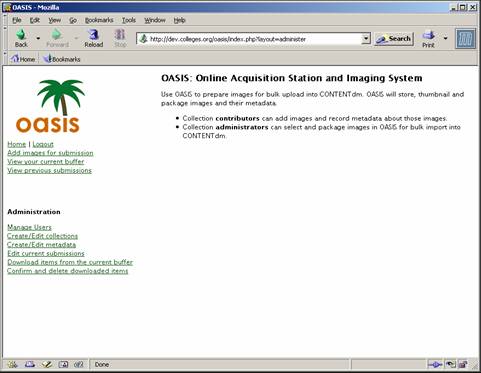 OASIS - Mozilla
File Edit View Go Bookmarks Tools Window Help
Back Forward Reload Stop http://dev.colleges.org/oasis/index.php?layout=administer Search Print
Home Bookmarks
oasis
Home | Logout
Add images for submission
View your current buffer
View previous submissions
Administration
Manage Users
Create/Edit collections
Create/Edit metadata
Edit current submissions
Download items from the current buffer
Confirm and delete downloaded items
OASIS: Online Acquisition Station and Imaging System
Use OASIS to prepare images for bulk upload into CONTENTdm. OASIS will store, thumbnail and
package images and their metadata.
Collection contributors can add images and record metadata about those images.
Collection administrators can select and package images in OASIS for bulk import into
CONTENTdm.
Done